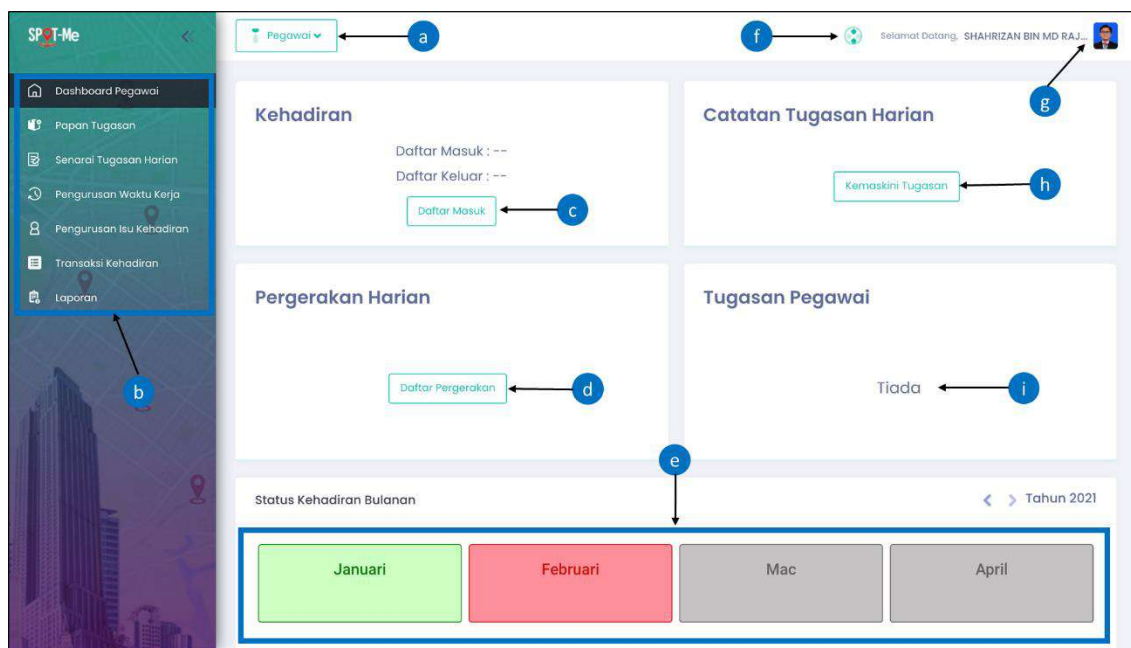 SPOT-Me
Pegawai
a
f
Selamat Datang, SHAHRIZAN BIN MD RAJ...
g
Dashboard Pegawai
Papan Tugasan
Senarai Tugasan Harian
Pengurusan Waktu Kerja
Pengurusan Isu Kehadiran
Transaksi Kehadiran
Laporan
b
Kehadiran
Daftar Masuk : --
Daftar Keluar : --
Daftar Masuk
c
Catatan Tugasan Harian
Kemaskini Tugasan
h
Pergerakan Harian
Daftar Pergerakan
d
Tugasan Pegawai
Tiada
i
e
Status Kehadiran Bulanan
Tahun 2021
Januari
Februari
Mac
April